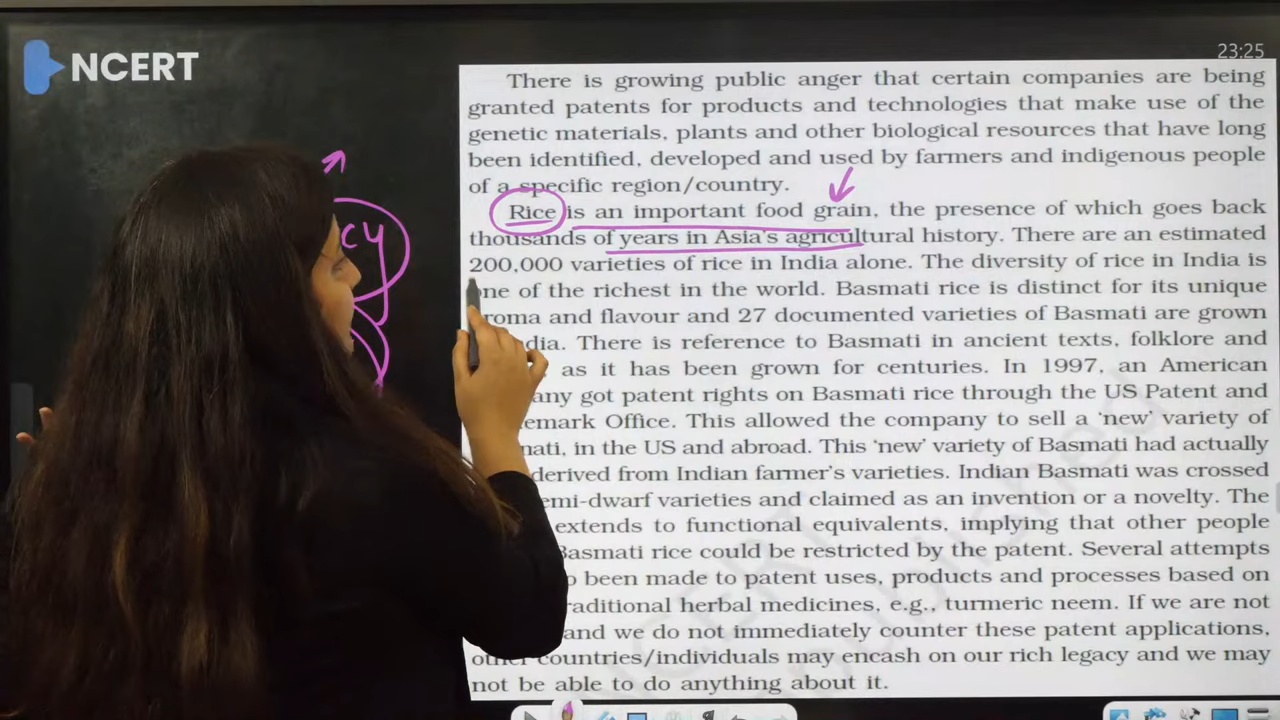 NCERT
23:25
There is growing public anger that certain companies are being
granted patents for products and technologies that make use of the
genetic materials, plants and other biological resources that have long
been identified, developed and used by farmers and indigenous people
of a specific region/country.
Rice is an important food grain, the presence of which goes back
thousands of years in Asia's agricultural history. There are an estimated
200,000 varieties of rice in India alone. The diversity of rice in India is
one of the richest in the world. Basmati rice is distinct for its unique
roma and flavour and 27 documented varieties of Basmati are grown
dia. There is reference to Basmati in ancient texts, folklore and
as it has been grown for centuries. In 1997, an American
any got patent rights on Basmati rice through the US Patent and
emark Office. This allowed the company to sell a ‘new’ variety of
nati, in the US and abroad. This ‘new’ variety of Basmati had actually
derived from Indian farmer's varieties. Indian Basmati was crossed
emi-dwarf varieties and claimed as an invention or a novelty. The
extends to functional equivalents, implying that other people
Basmati rice could be restricted by the patent. Several attempts
o been made to patent uses, products and processes based on
raditional herbal medicines, e.g., turmeric neem. If we are not
and we do not immediately counter these patent applications,
other countries/individuals may encash on our rich legacy and we may
not be able to do anything about it.
cy